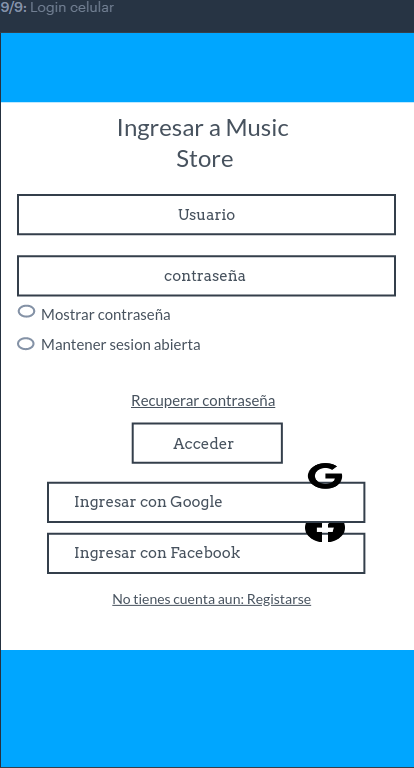 9/9: Login celular
Ingresar a Music
Store
Usuario
contraseña
Mostrar contraseña
Mantener sesion abierta
Recuperar contraseña
Acceder
Ingresar con Google
Ingresar con Facebook
No tienes cuenta aun: Registarse